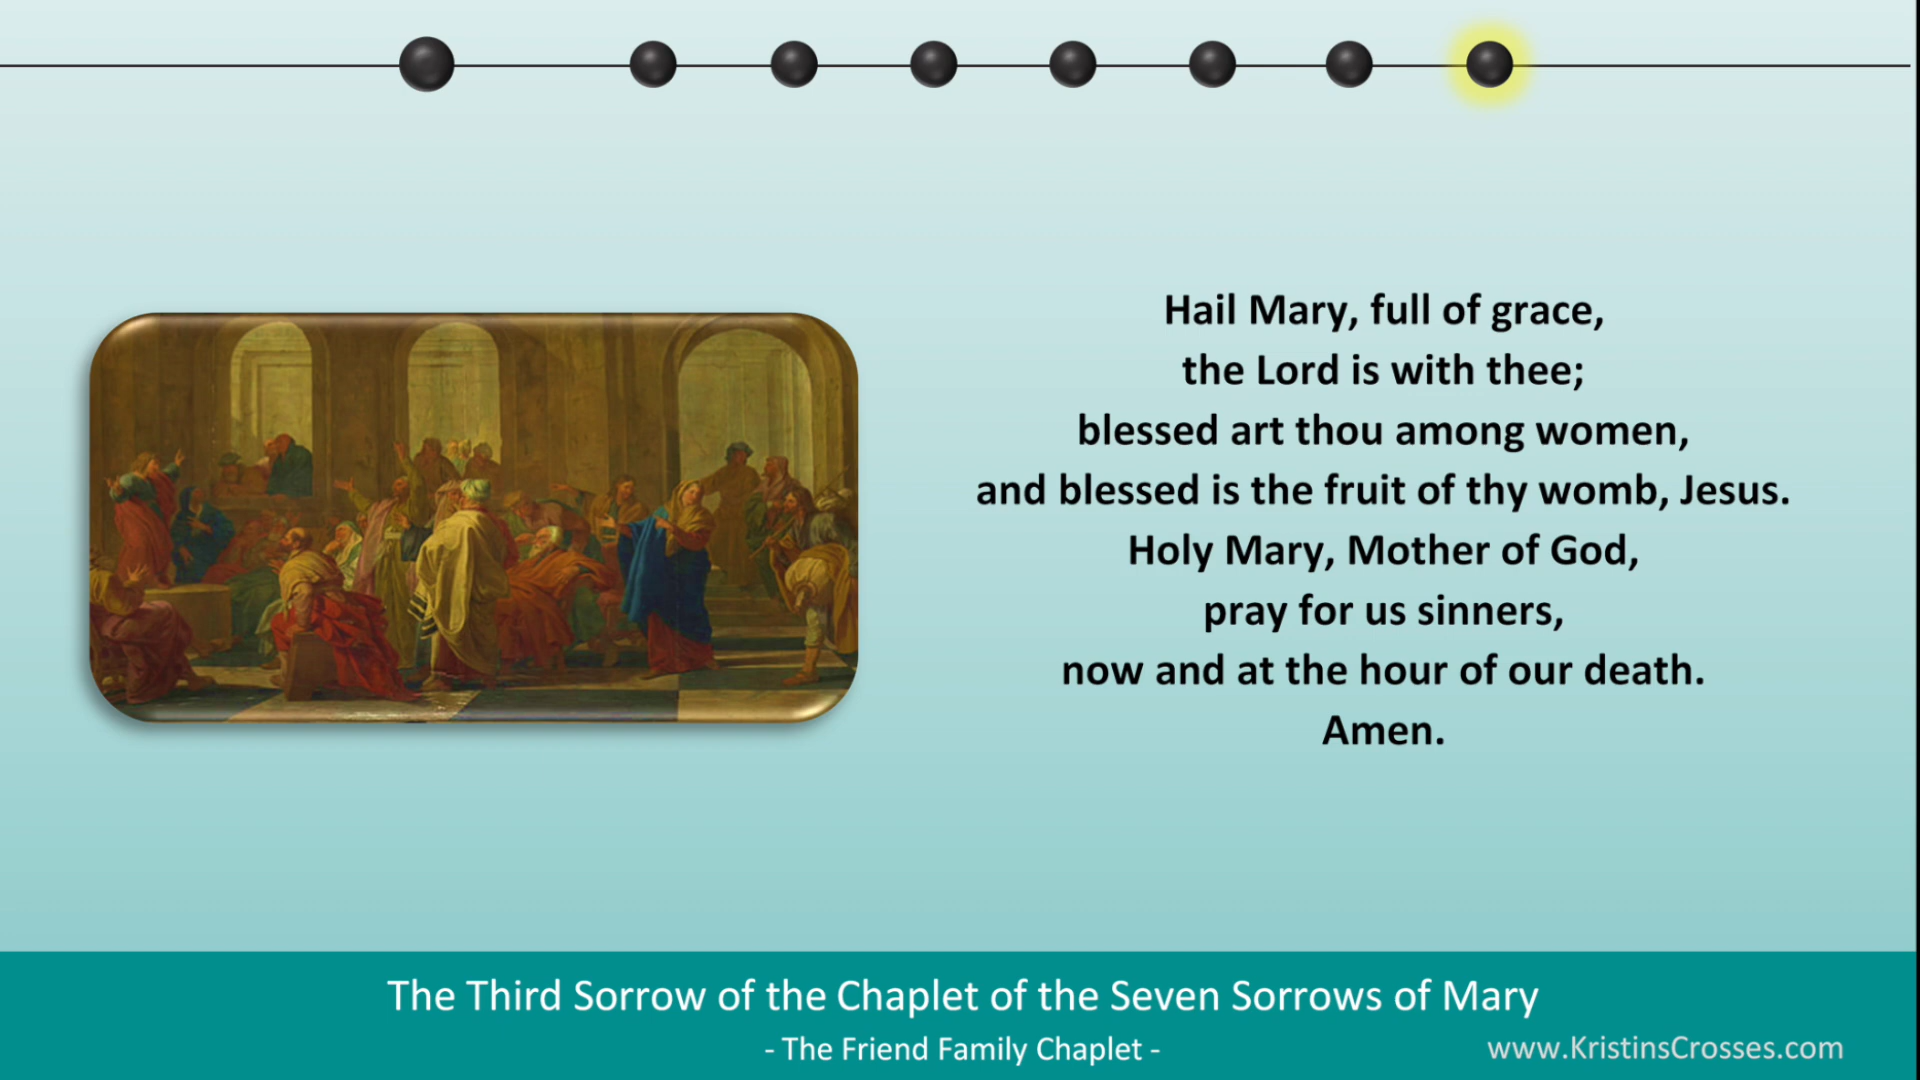 Hail Mary, full of grace,
the Lord is with thee;
blessed art thou among women,
and blessed is the fruit of thy womb, Jesus.
Holy Mary, Mother of God,
pray for us sinners,
now and at the hour of our death.
Amen.
The Third Sorrow of the Chaplet of the Seven Sorrows of Mary
- The Friend Family Chaplet -
www.KristinsCrosses.com